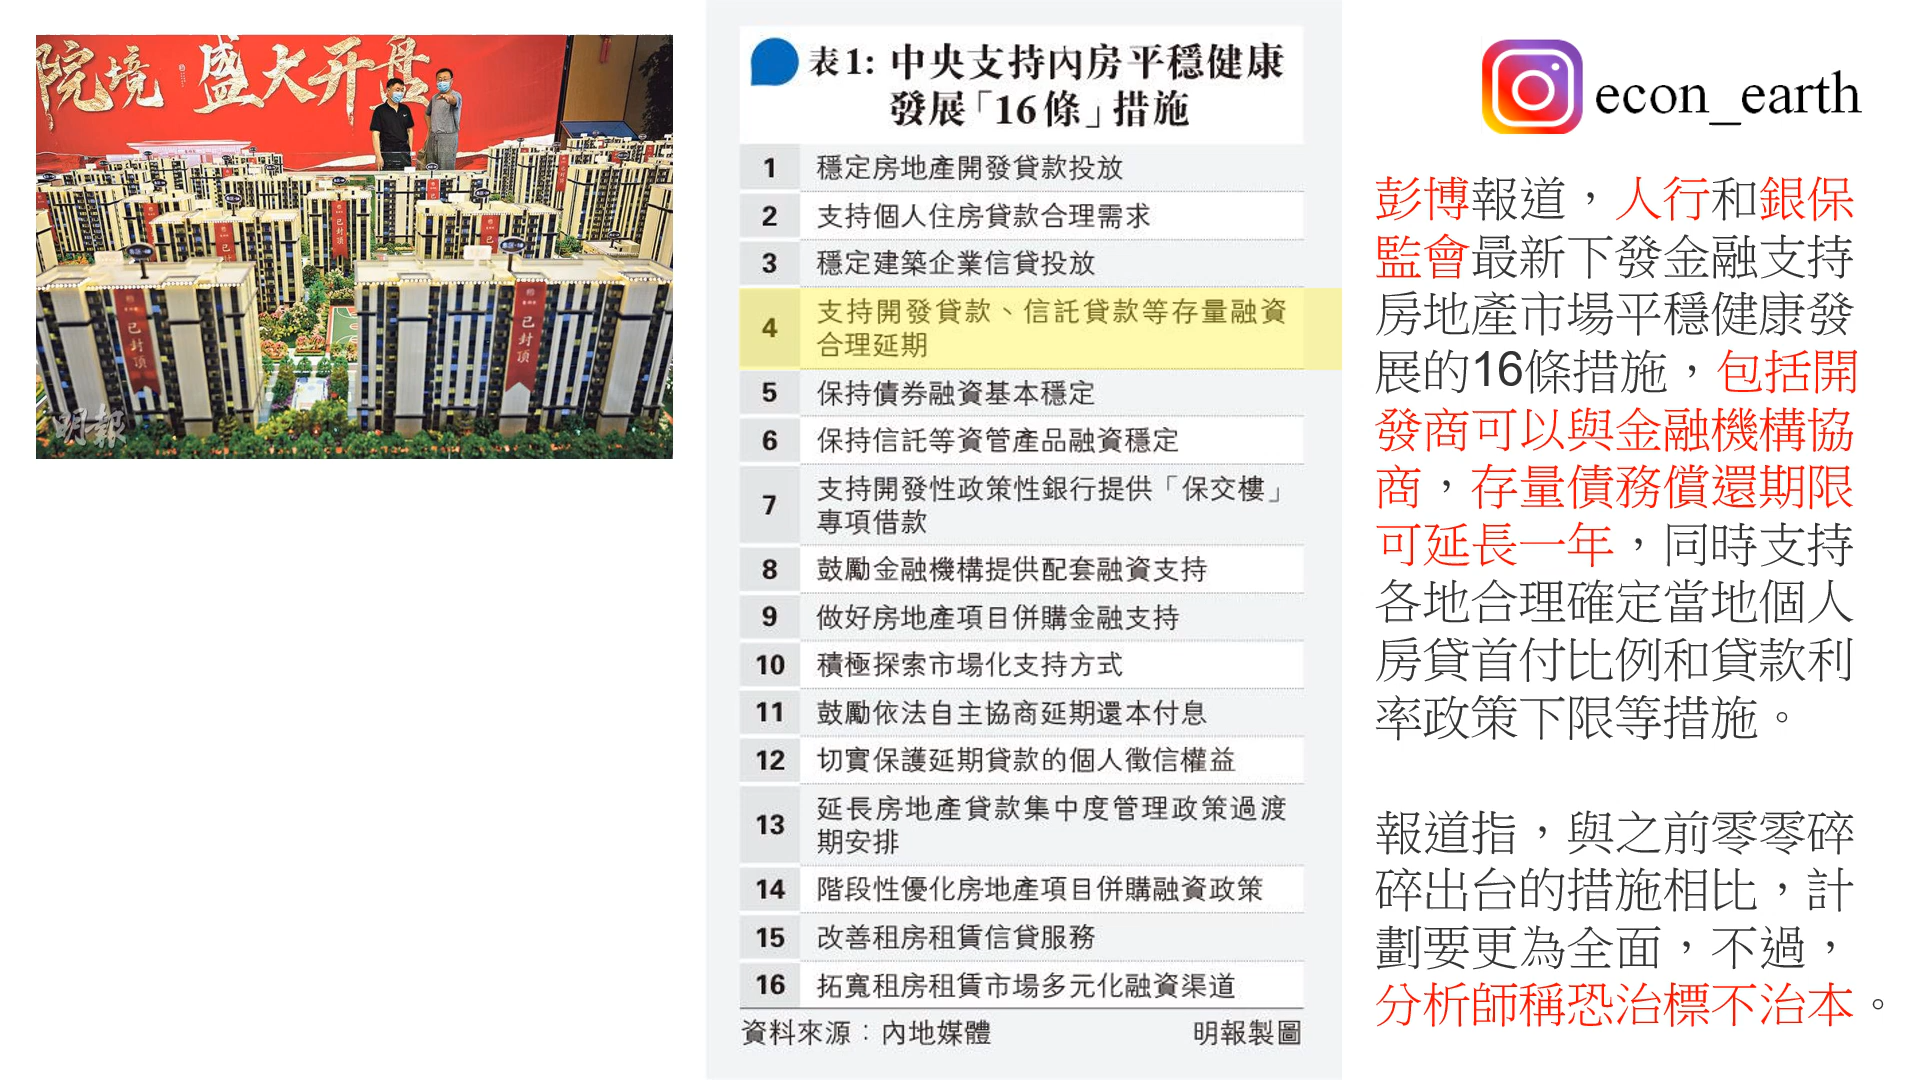 院境 盛大开盘
已封頂
已封頂
已封頂
明報
表1: 中央支持內房平穩健康
發展「16條」措施
1 穩定房地產開發貸款投放
2 支持個人住房貸款合理需求
3 穩定建築企業信貸投放
4 支持開發貸款、信託貸款等存量融資
合理延期
5 保持債券融資基本穩定
6 保持信託等資管產品融資穩定
7 支持開發性政策性銀行提供「保交樓」
專項借款
8 鼓勵金融機構提供配套融資支持
9 做好房地產項目併購金融支持
10 積極探索市場化支持方式
11 鼓勵依法自主協商延期還本付息
12 切實保護延期貸款的個人徵信權益
13 延長房地產貸款集中度管理政策過渡
期安排
14 階段性優化房地產項目併購融資政策
15 改善租房租賃信貸服務
16 拓寬租房租賃市場多元化融資渠道
資料來源：內地媒體 明報製圖
econ_earth
彭博報道，人行和銀保
監會最新下發金融支持
房地產市場平穩健康發
展的16條措施，包括開
發商可以與金融機構協
商，存量債務償還期限
可延長一年，同時支持
各地合理確定當地個人
房貸首付比例和貸款利
率政策下限等措施。
報道指，與之前零零碎
碎出台的措施相比，計
劃要更為全面，不過，
分析師稱恐治標不治本。